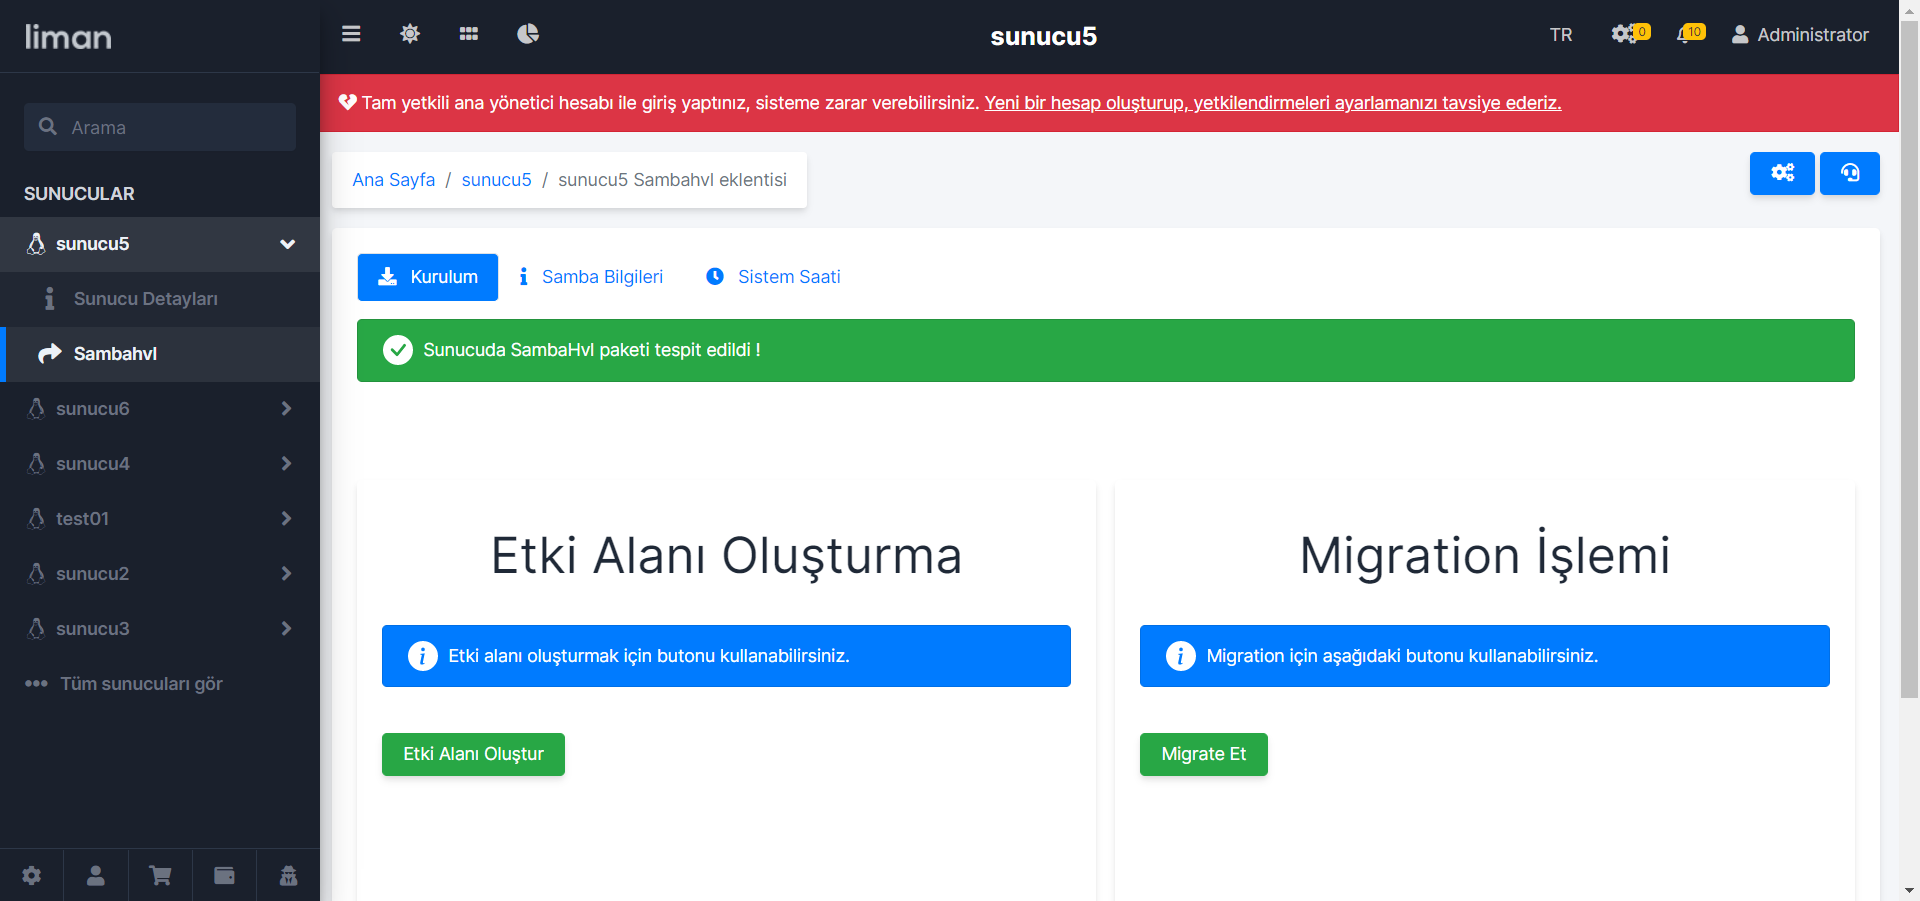 liman
sunucu5
TR
0
10
Administrator
Tam yetkili ana yönetici hesabı ile giriş yaptınız, sisteme zarar verebilirsiniz. Yeni bir hesap oluşturup, yetkilendirmeleri ayarlamanızı tavsiye ederiz.
Arama
SUNUCULAR
sunucu5
Sunucu Detayları
Sambahvl
sunucu6
sunucu4
test01
sunucu2
sunucu3
Tüm sunucuları gör
Ana Sayfa / sunucu5 / sunucu5 Sambahvl eklentisi
Kurulum
Samba Bilgileri
Sistem Saati
Sunucuda SambaHvl paketi tespit edildi !
Etki Alanı Oluşturma
Etki alanı oluşturmak için butonu kullanabilirsiniz.
Etki Alanı Oluştur
Migration İşlemi
Migration için aşağıdaki butonu kullanabilirsiniz.
Migrate Et